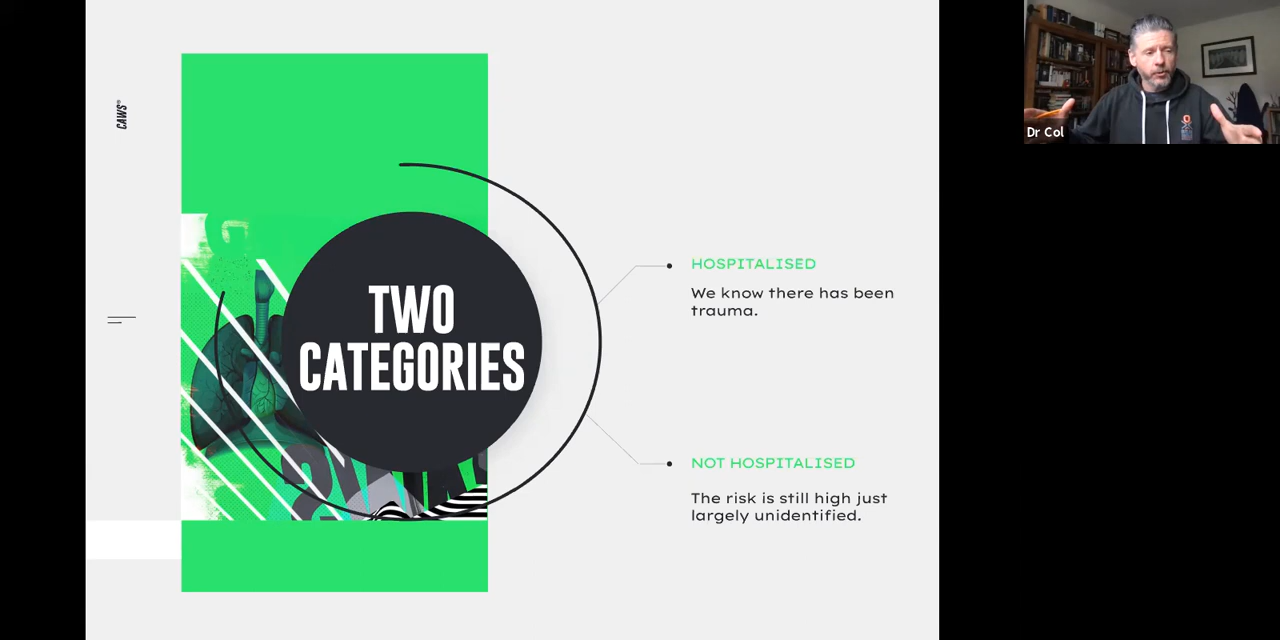 CAWS®
TWO
CATEGORIES
HOSPITALISED
We know there has been
trauma.
NOT HOSPITALISED
The risk is still high just
largely unidentified.
Dr Col